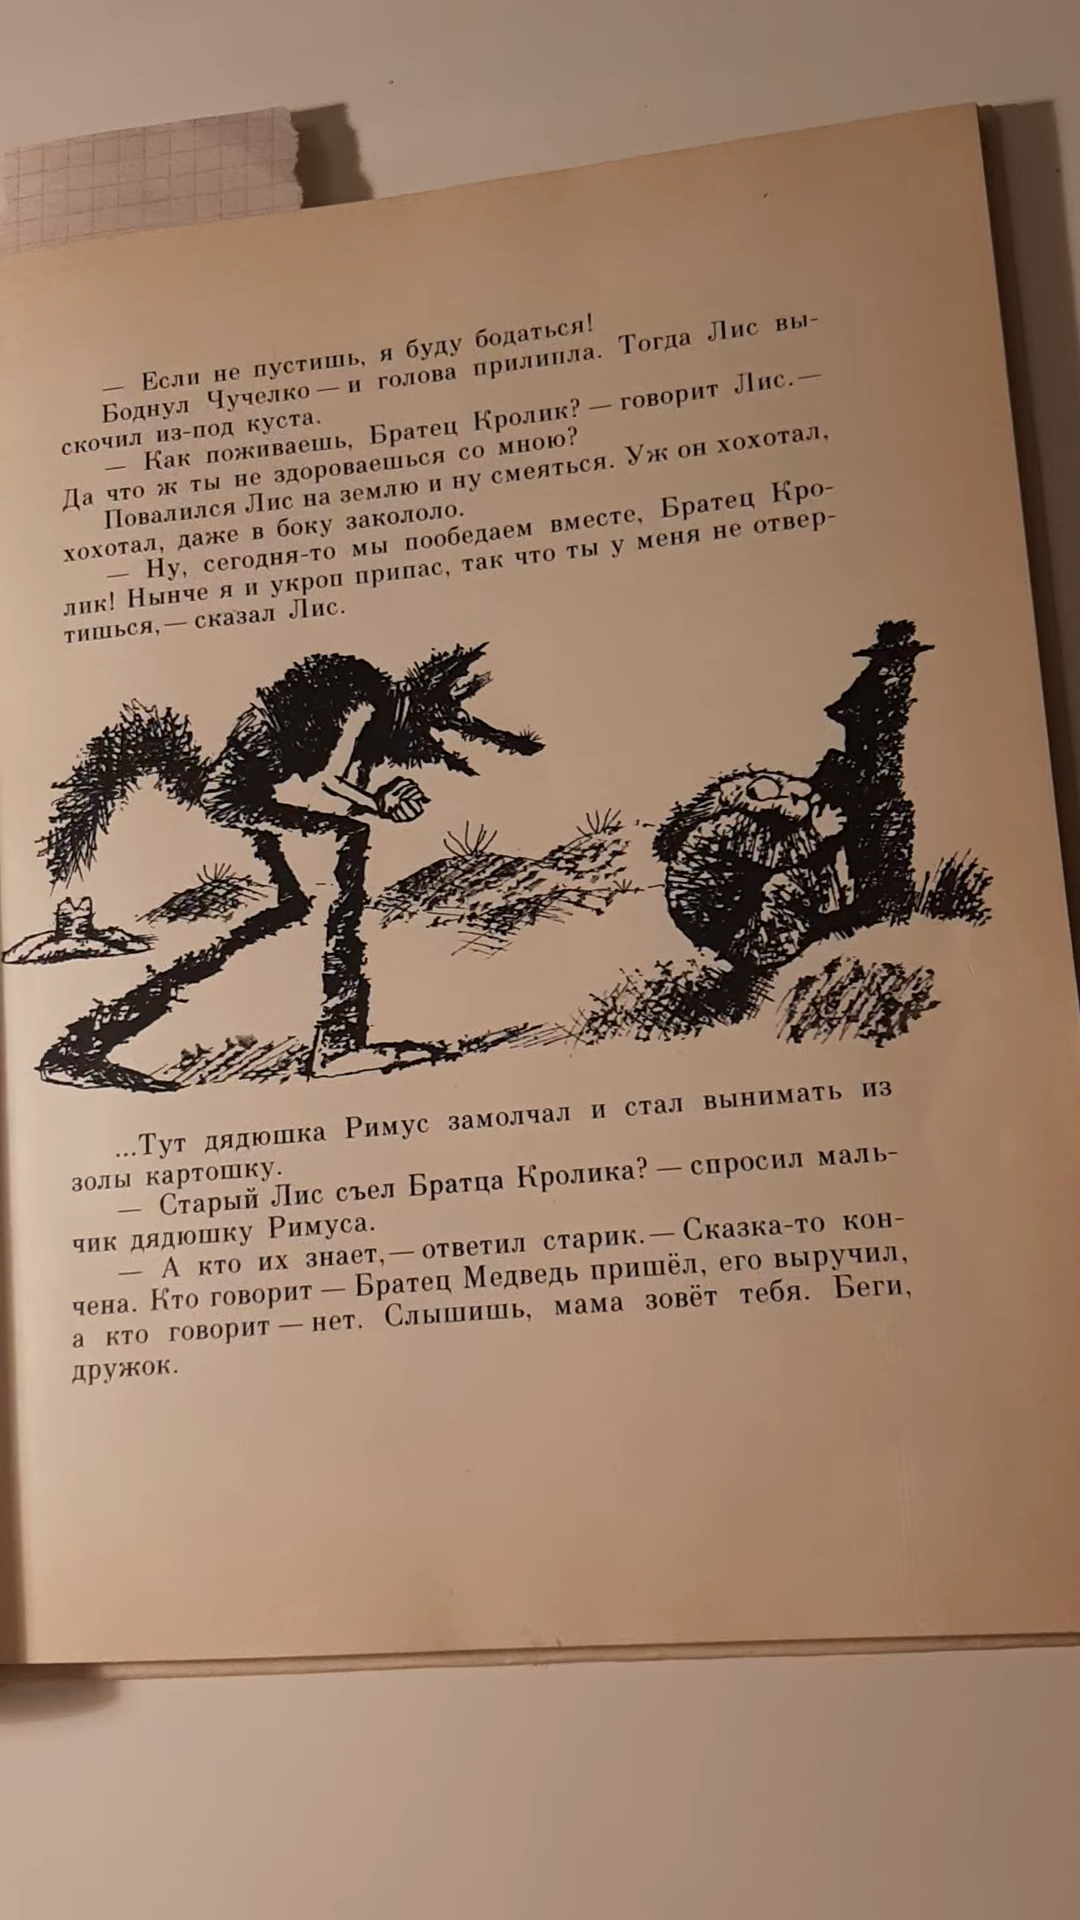 — Если не пустишь, я буду бодаться!
Боднул Чучелко — и голова прилипла. Тогда Лис вы-
скочил из-под куста.
— Как поживаешь, Братец Кролик? — говорит Лис. —
Да что ж ты не здороваешься со мною?
Повалился Лис на землю и ну смеяться. Уж он хохотал,
хохотал, даже в боку закололо.
— Ну, сегодня-то мы пообедаем вместе, Братец Кро-
лик! Нынче я и укроп припас, так что ты у меня не отвер-
тишься, — сказал Лис.
...Тут дядюшка Римус замолчал и стал вынимать из
золы картошку.
— Старый Лис съел Братца Кролика? — спросил маль-
чик дядюшку Римуса.
— А кто их знает, — ответил старик. — Сказка-то кон-
чена. Кто говорит — Братец Медведь пришёл, его выручил,
а кто говорит — нет. Слышишь, мама зовёт тебя. Беги,
дружок.